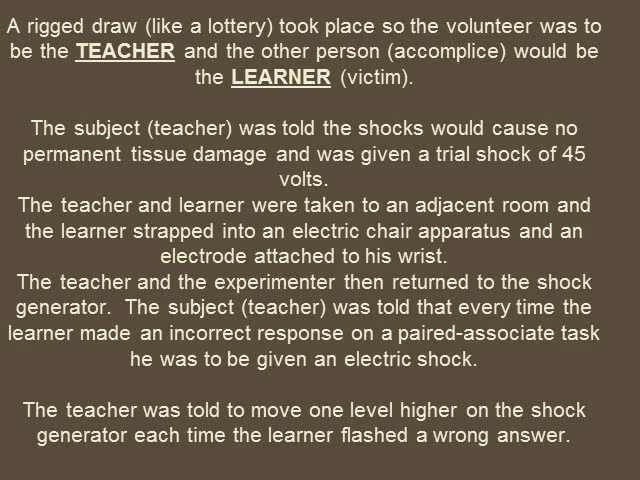 A rigged draw (like a lottery) took place so the volunteer was to
be the TEACHER and the other person (accomplice) would be
the LEARNER (victim).
The subject (teacher) was told the shocks would cause no
permanent tissue damage and was given a trial shock of 45
volts.
The teacher and learner were taken to an adjacent room and
the learner strapped into an electric chair apparatus and an
electrode attached to his wrist.
The teacher and the experimenter then returned to the shock
generator. The subject (teacher) was told that every time the
learner made an incorrect response on a paired-associate task
he was to be given an electric shock.
The teacher was told to move one level higher on the shock
generator each time the learner flashed a wrong answer.